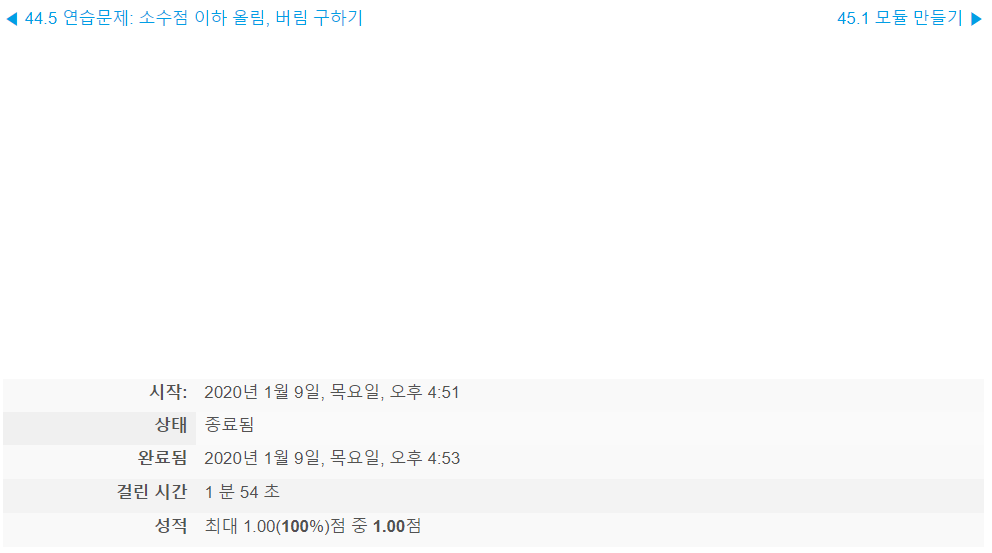 ◀ 44.5 연습문제: 소수점 이하 올림, 버림 구하기 45.1 모듈 만들기 ▶
시작: 2020년 1월 9일, 목요일, 오후 4:51
상태 종료됨
완료됨 2020년 1월 9일, 목요일, 오후 4:53
걸린 시간 1 분 54 초
성적 최대 1.00(100%)점 중 1.00점